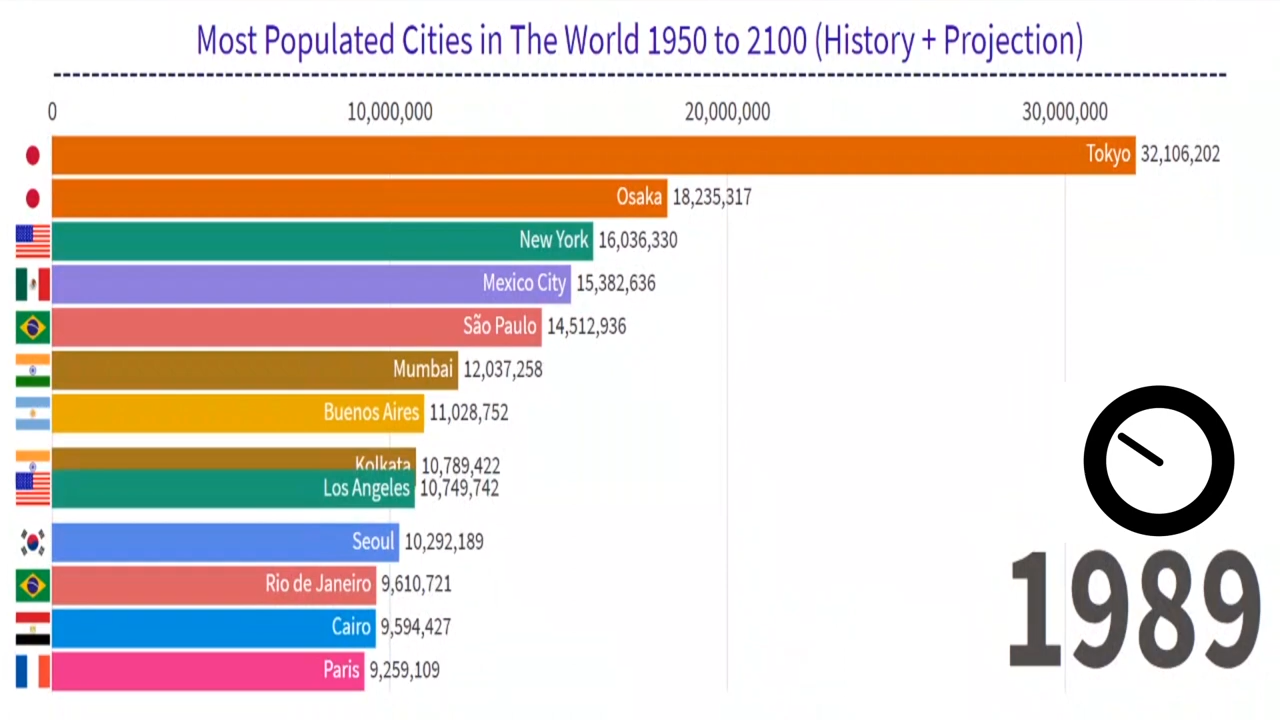 Most Populated Cities in The World 1950 to 2100 (History + Projection)
0 10,000,000 20,000,000 30,000,000
Tokyo 32,106,202
Osaka 18,235,317
New York 16,036,330
Mexico City 15,382,636
São Paulo 14,512,936
Mumbai 12,037,258
Buenos Aires 11,028,752
Kolkata 10,789,422
Los Angeles 10,749,742
Seoul 10,292,189
Rio de Janeiro 9,610,721
Cairo 9,594,427
Paris 9,259,109
1989